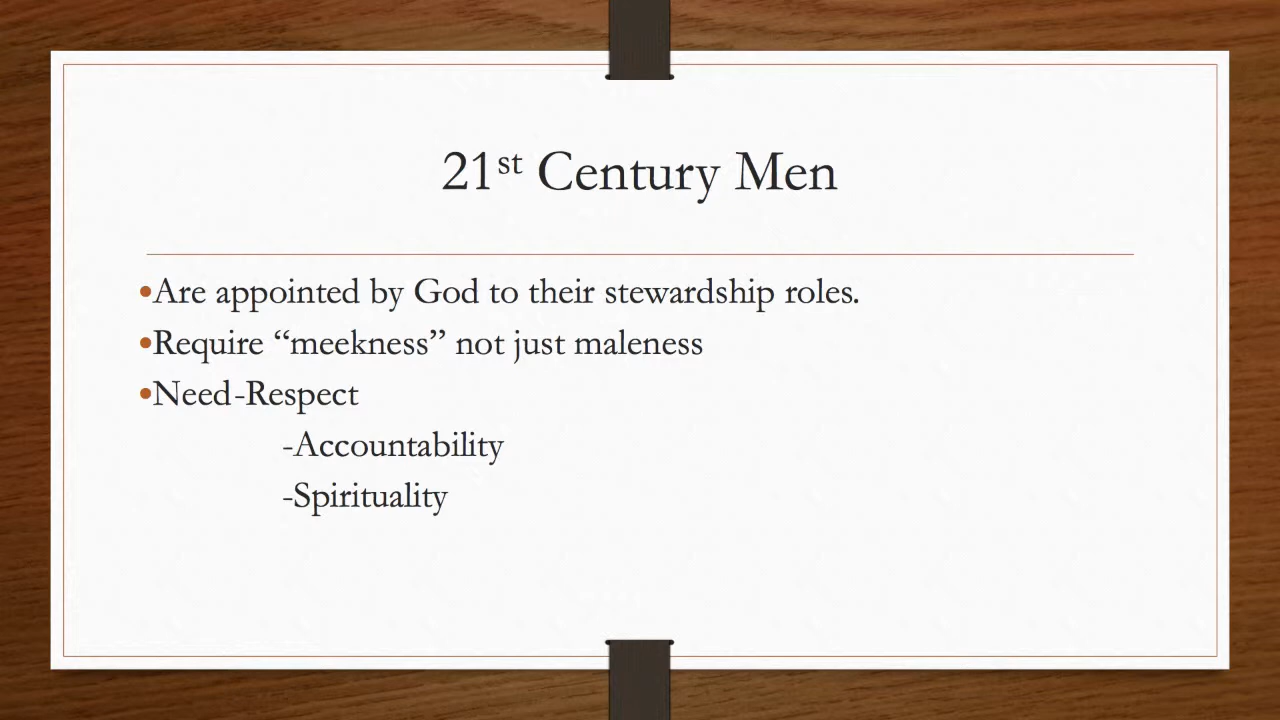 21st Century Men
•Are appointed by God to their stewardship roles.
•Require “meekness” not just maleness
•Need-Respect
-Accountability
-Spirituality